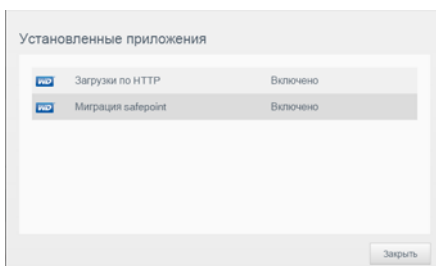 Установленные приложения
WD Загрузки по HTTP Включено
WD Миграция safepoint Включено
Закрыть